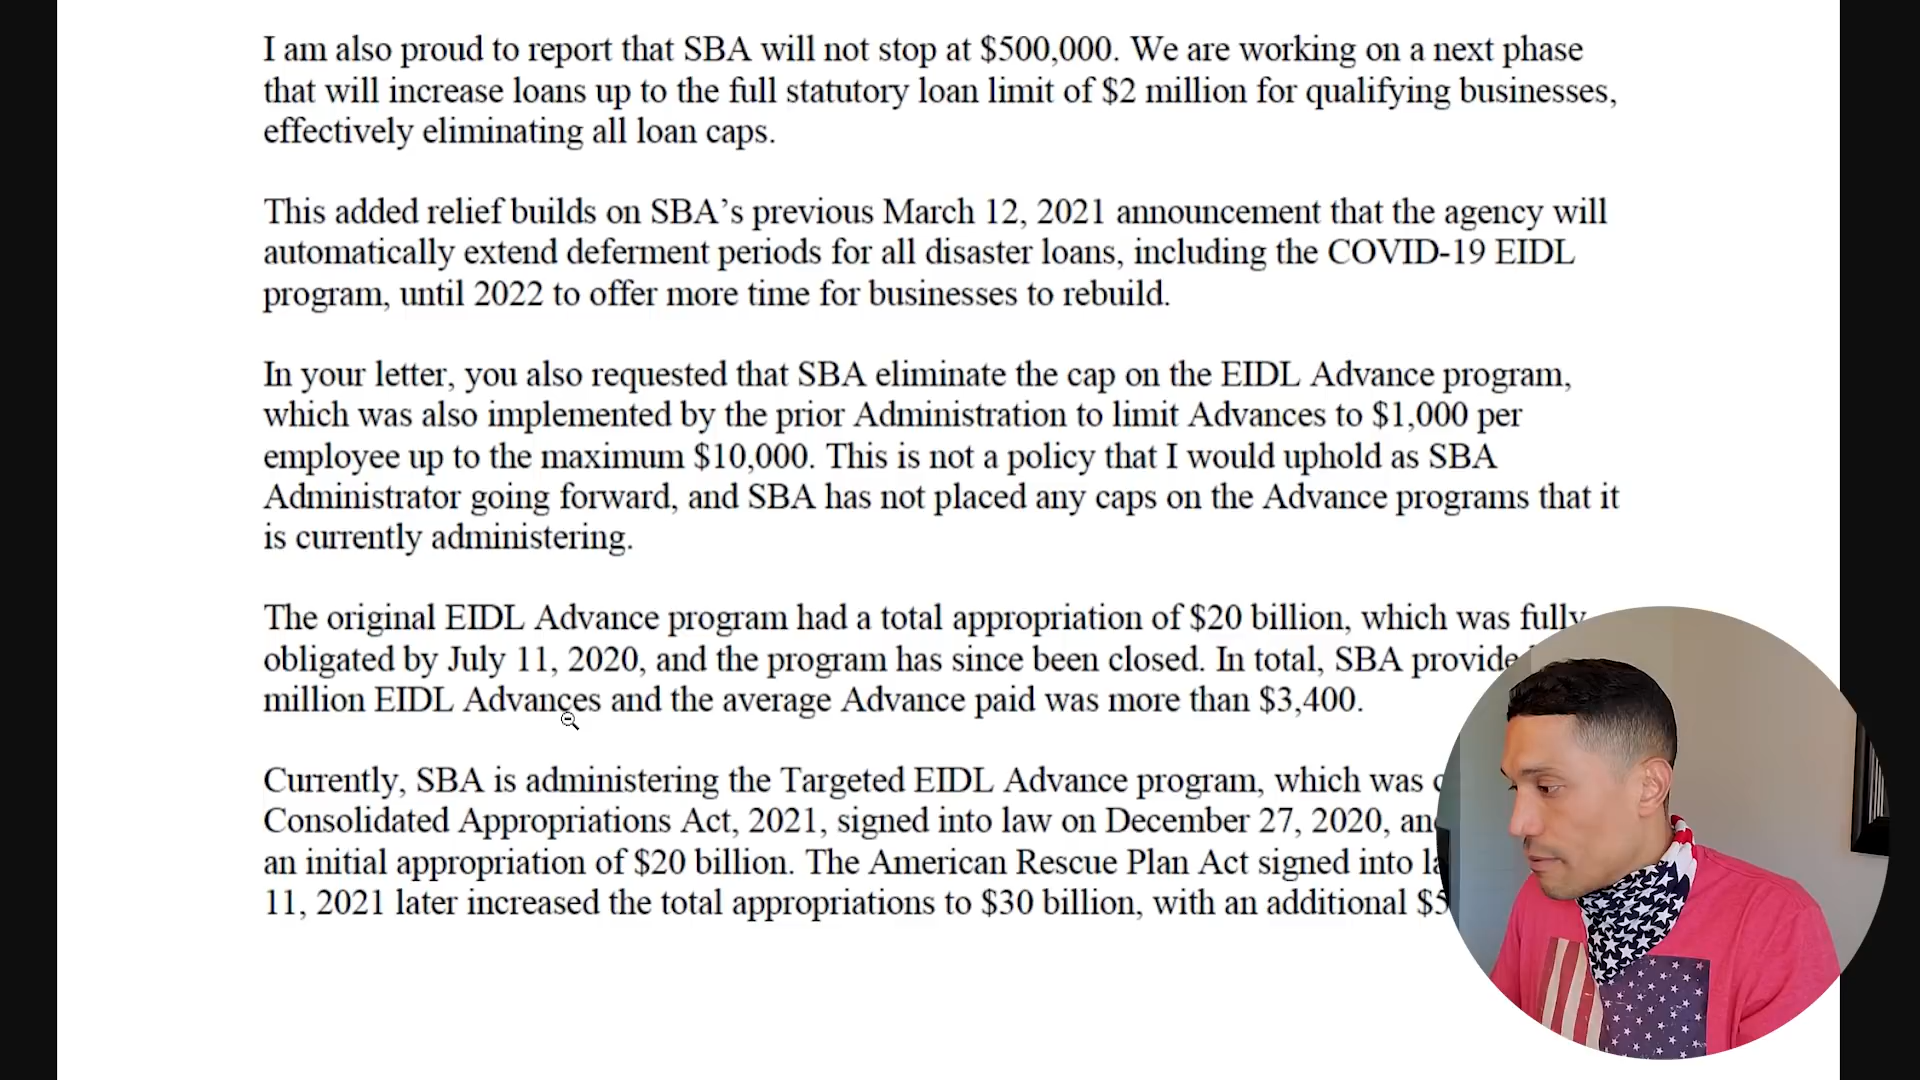 I am also proud to report that SBA will not stop at $500,000. We are working on a next phase
that will increase loans up to the full statutory loan limit of $2 million for qualifying businesses,
effectively eliminating all loan caps.
This added relief builds on SBA’s previous March 12, 2021 announcement that the agency will
automatically extend deferment periods for all disaster loans, including the COVID-19 EIDL
program, until 2022 to offer more time for businesses to rebuild.
In your letter, you also requested that SBA eliminate the cap on the EIDL Advance program,
which was also implemented by the prior Administration to limit Advances to $1,000 per
employee up to the maximum $10,000. This is not a policy that I would uphold as SBA
Administrator going forward, and SBA has not placed any caps on the Advance programs that it
is currently administering.
The original EIDL Advance program had a total appropriation of $20 billion, which was fully
obligated by July 11, 2020, and the program has since been closed. In total, SBA provide
million EIDL Advances and the average Advance paid was more than $3,400.
Currently, SBA is administering the Targeted EIDL Advance program, which was
Consolidated Appropriations Act, 2021, signed into law on December 27, 2020, an
an initial appropriation of $20 billion. The American Rescue Plan Act signed into
11, 2021 later increased the total appropriations to $30 billion, with an additional $5